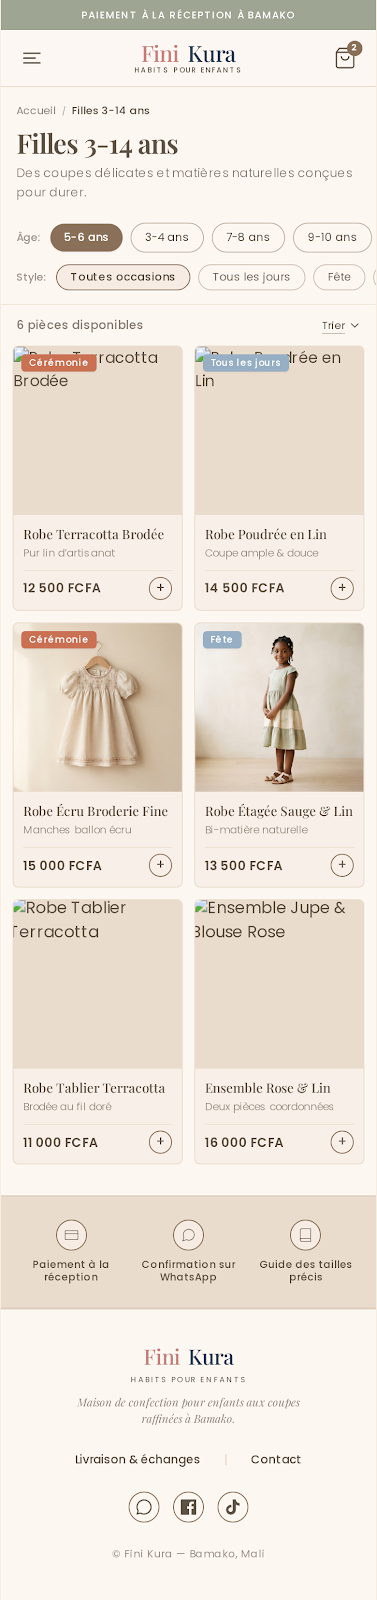 PAIEMENT À LA RÉCEPTION À BAMAKO
Fini Kura
HABITS POUR ENFANTS
2
Accueil / Filles 3-14 ans
Filles 3-14 ans
Des coupes délicates et matières naturelles conçues
pour durer.
Âge: 5-6 ans 3-4 ans 7-8 ans 9-10 ans
Style: Toutes occasions Tous les jours Fête
6 pièces disponibles Trier
Cérémonie
Terracotta
Brodée
Tous les jours
en
Lin
Robe Terracotta Brodée
Pur lin d'artisanat
12 500 FCFA +
Robe Poudrée en Lin
Coupe ample & douce
14 500 FCFA +
Cérémonie
Robe Écru Broderie Fine
Manches ballon écru
15 000 FCFA +
Fête
Robe Étagée Sauge & Lin
Bi-matière naturelle
13 500 FCFA +
Robe Tablier
Terracotta
Robe Tablier Terracotta
Brodée au fil doré
11 000 FCFA +
Ensemble Jupe &
Blouse Rose
Ensemble Rose & Lin
Deux pièces coordonnées
16 000 FCFA +
Paiement à la
réception
Confirmation sur
WhatsApp
Guide des tailles
précis
Fini Kura
HABITS POUR ENFANTS
Maison de confection pour enfants aux coupes
raffinées à Bamako.
Livraison & échanges | Contact
© Fini Kura — Bamako, Mali